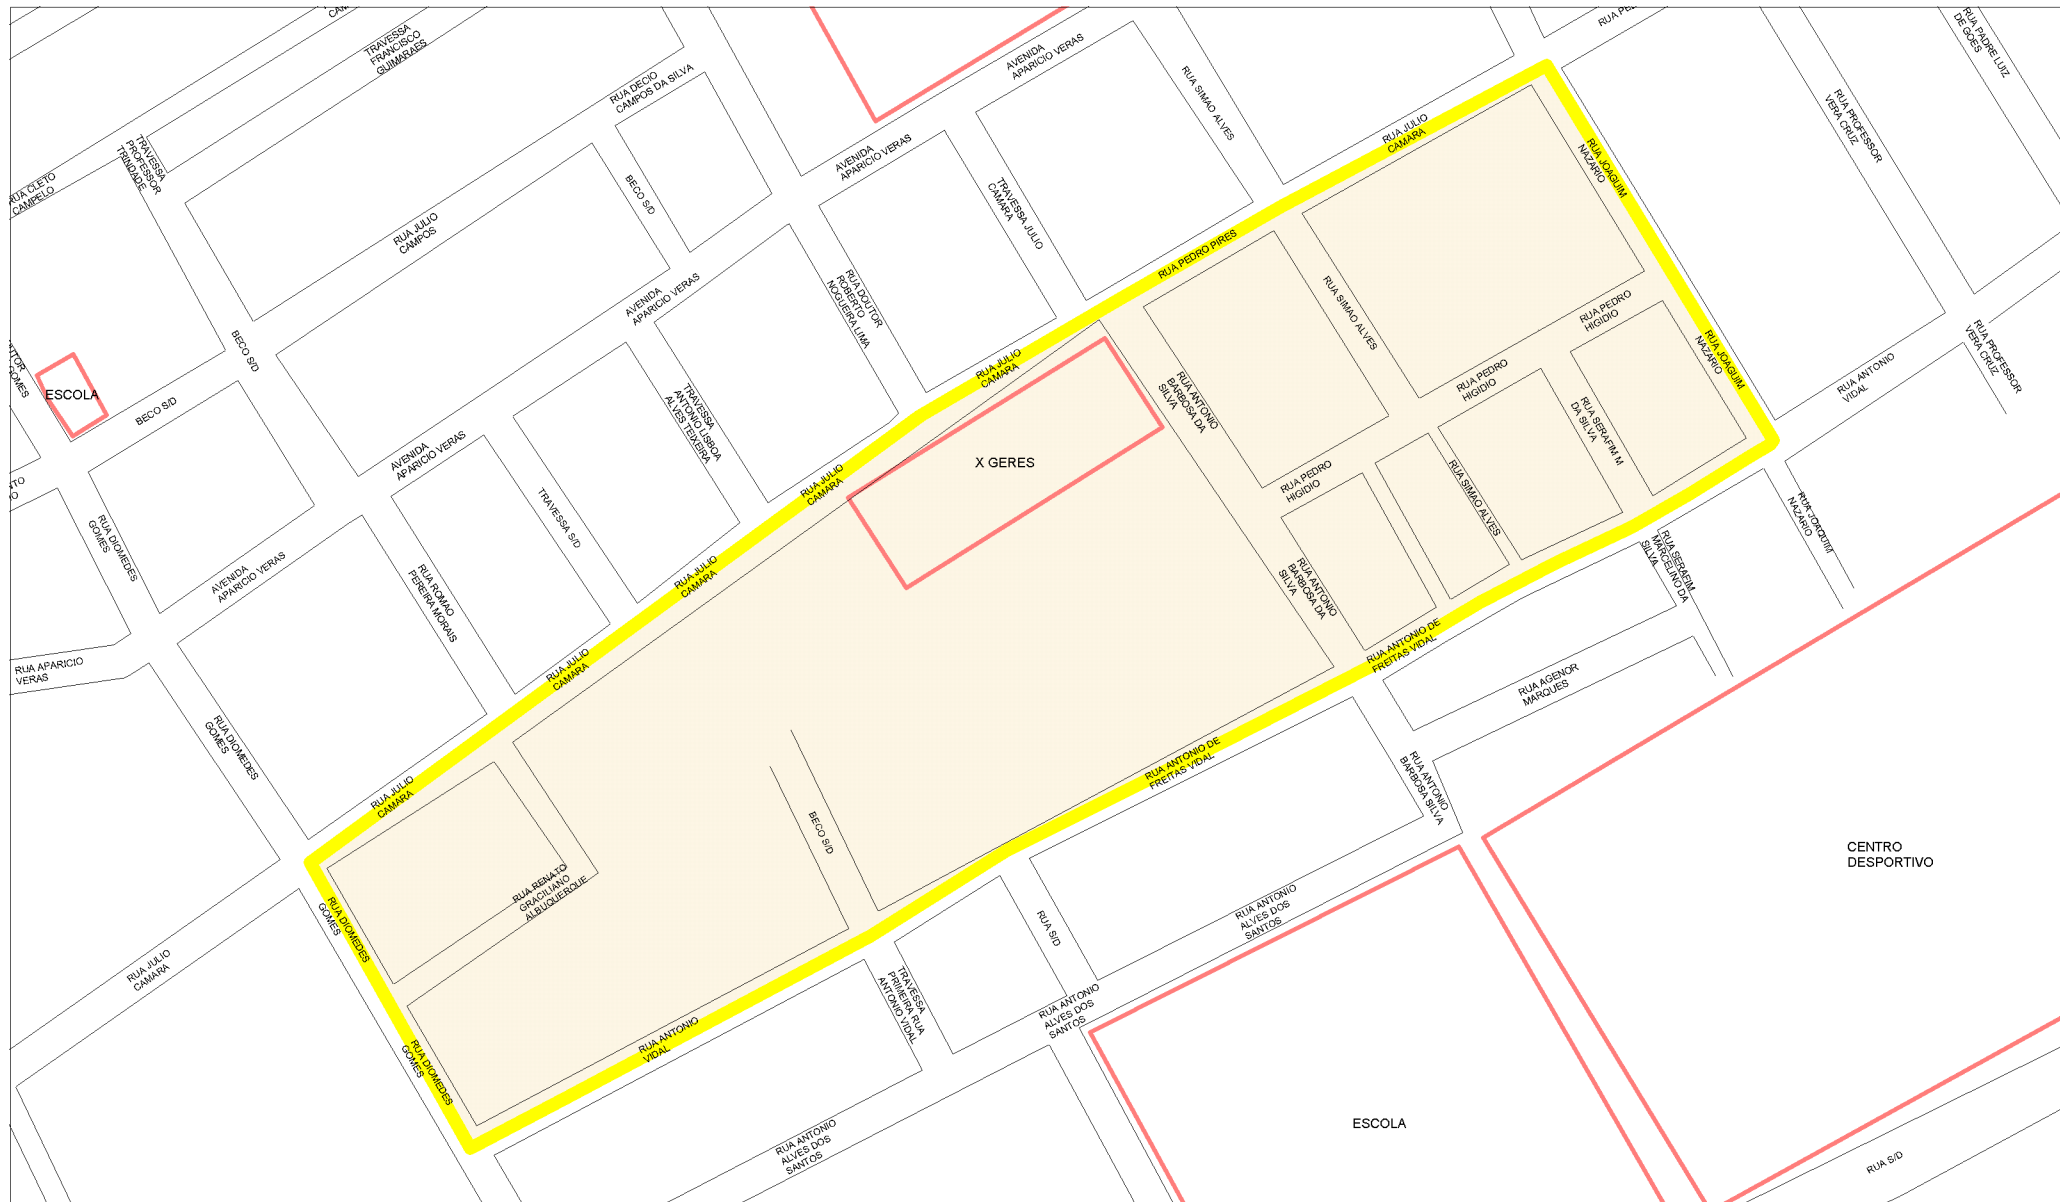 TRAVESSA
FRANCISCO
GUIMARAES
AVENIDA
APARICIO VERAS
RUA PADRE LUIZ
DE GOES
RUA DECIO
CAMPOS DA SILVA
RUA SIMAO ALVES
RUA JULIO
CAMARA
RUA PROFESSOR
VERA CRUZ
TRAVESSA
PROFESSOR
TRINDADE
AVENIDA
APARICIO VERAS
RUA JOAQUIM
NAZARIO
RUA CLETO
CAMPELO
BECO S/D
TRAVESSA JULIO
CAMARA
RUA JULIO
CAMPOS
RUA PEDRO PIRES
AVENIDA
APARICIO VERAS
RUA DOUTOR
ROBERTO
NOGUEIRA LIMA
RUA SIMAO ALVES
RUA PEDRO
HIGIDIO
BECO S/D
RUA JULIO
CAMARA
RUA JOAQUIM
NAZARIO
RUA PROFESSOR
VERA CRUZ
GOMES
ESCOLA
BECO S/D
RUA PEDRO
HIGIDIO
RUA ANTONIO
VIDAL
TRAVESSA
ANTONIO LISBOA
ALVES TEIXEIRA
RUA ANTONIO
BARBOSA DA
SILVA
RUA SERAFIM M
DA SILVA
AVENIDA
APARICIO VERAS
X GERES
RUA JULIO
CAMARA
RUA PEDRO
HIGIDIO
RUA SIMAO ALVES
TRAVESSA S/D
RUA JOAQUIM
NAZARIO
RUA DIOMEDES
GOMES
RUA JULIO
CAMARA
RUA SERAFIM
MARCELINO DA
SILVA
AVENIDA
APARICIO VERAS
RUA ROMAO
PEREIRA MORAIS
RUA ANTONIO
BARBOSA DA
SILVA
RUA APARICIO
VERAS
RUA JULIO
CAMARA
RUA ANTONIO DE
FREITAS VIDAL
RUA AGENOR
MARQUES
RUA DIOMEDES
GOMES
RUA ANTONIO DE
FREITAS VIDAL
RUA ANTONIO
BARBOSA SILVA
RUA JULIO
CAMARA
BECO S/D
CENTRO
DESPORTIVO
RUA RENATO
GRACILIANO
ALBUQUERQUE
RUA DIOMEDES
GOMES
RUA S/D
RUA ANTONIO
ALVES DOS
SANTOS
RUA JULIO
CAMARA
TRAVESSA
PRIMEIRA RUA
ANTONIO VIDAL
RUA ANTONIO
ALVES DOS
SANTOS
RUA ANTONIO
VIDAL
RUA DIOMEDES
GOMES
ESCOLA
RUA ANTONIO
ALVES DOS
SANTOS
RUA S/D